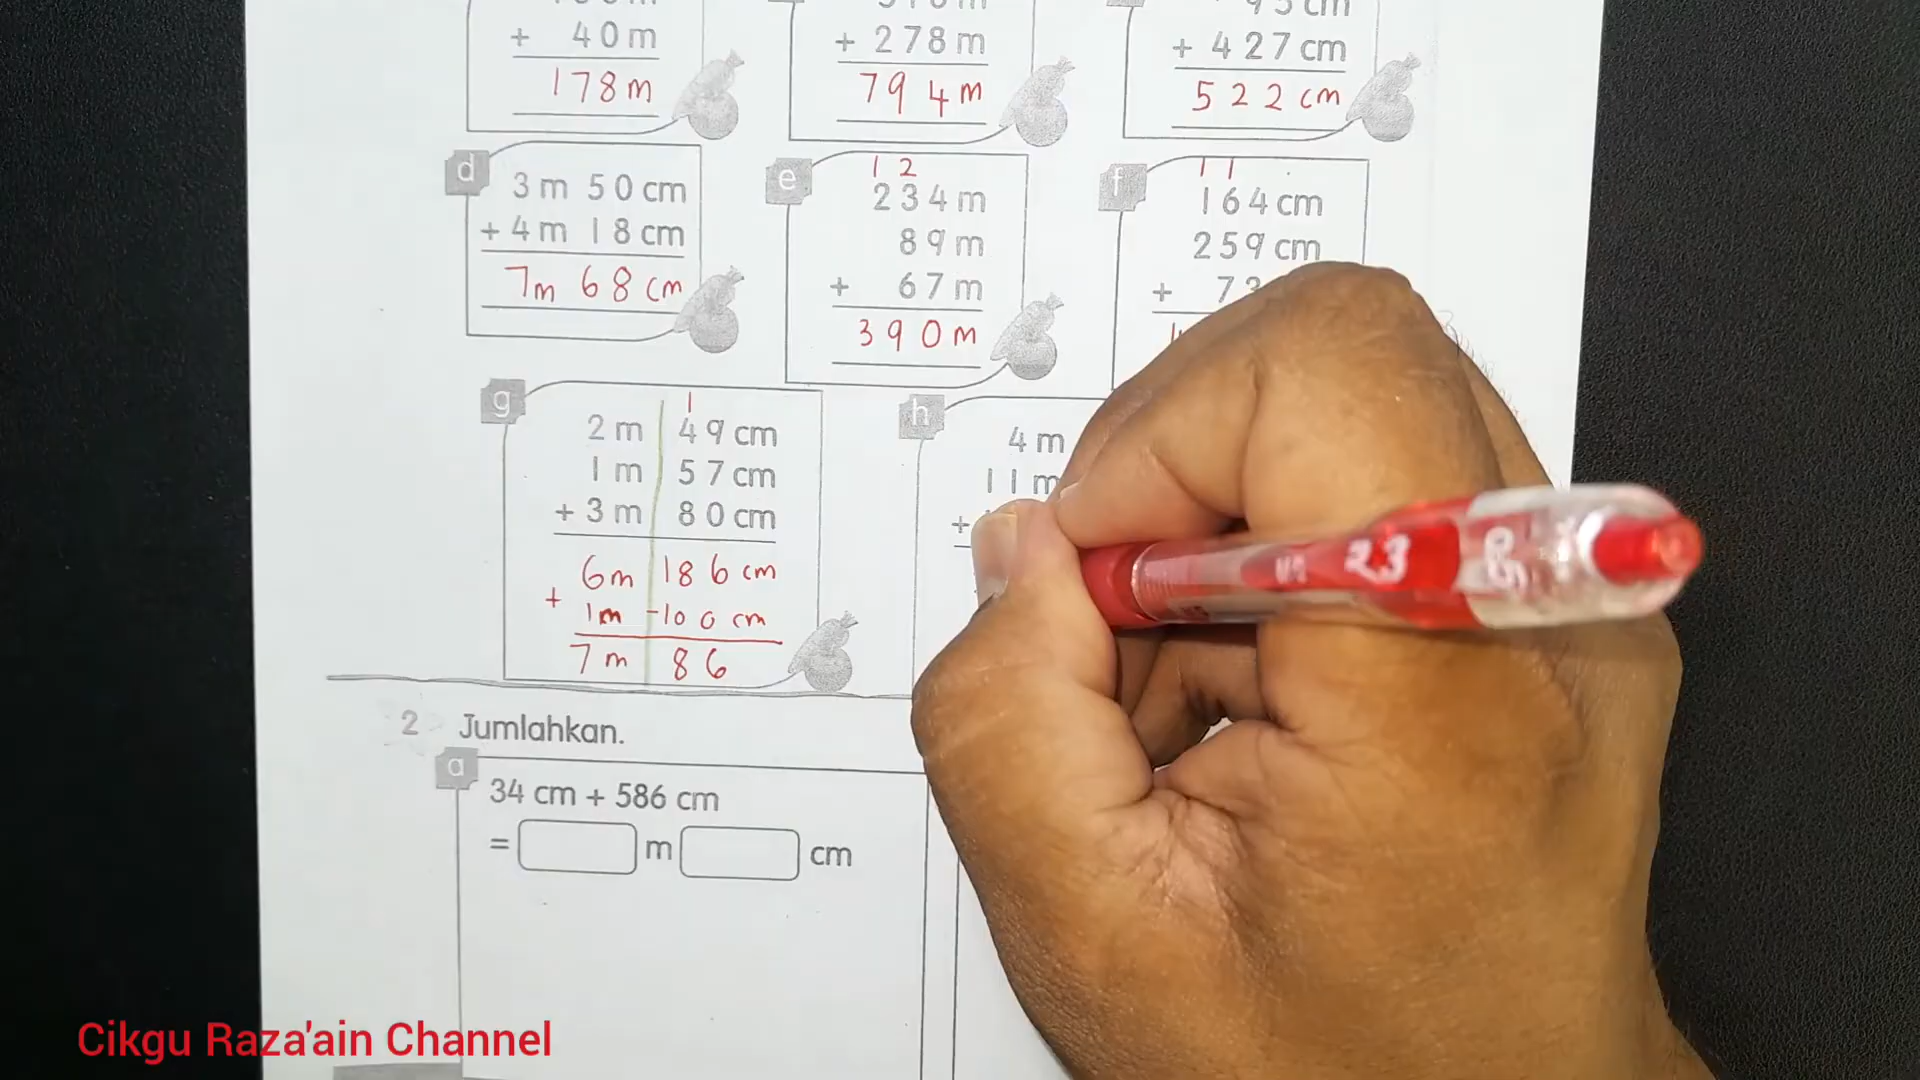 + 40 m
178 m
+ 278 m
794 m
+ 427 cm
522 cm
d
3 m 50 cm
+ 4 m 18 cm
7m 68 cm
e
1 2
234 m
89 m
+ 67 m
390 m
f
1 1
164 cm
259 cm
+
g
1
2 m 49 cm
1 m 57 cm
+ 3 m 80 cm
6m 186 cm
+ 1m -100 cm
7 m 86
h
4 m
11 m
+
2 Jumlahkan.
a
34 cm + 586 cm
= m cm
23
Cikgu Raza'ain Channel